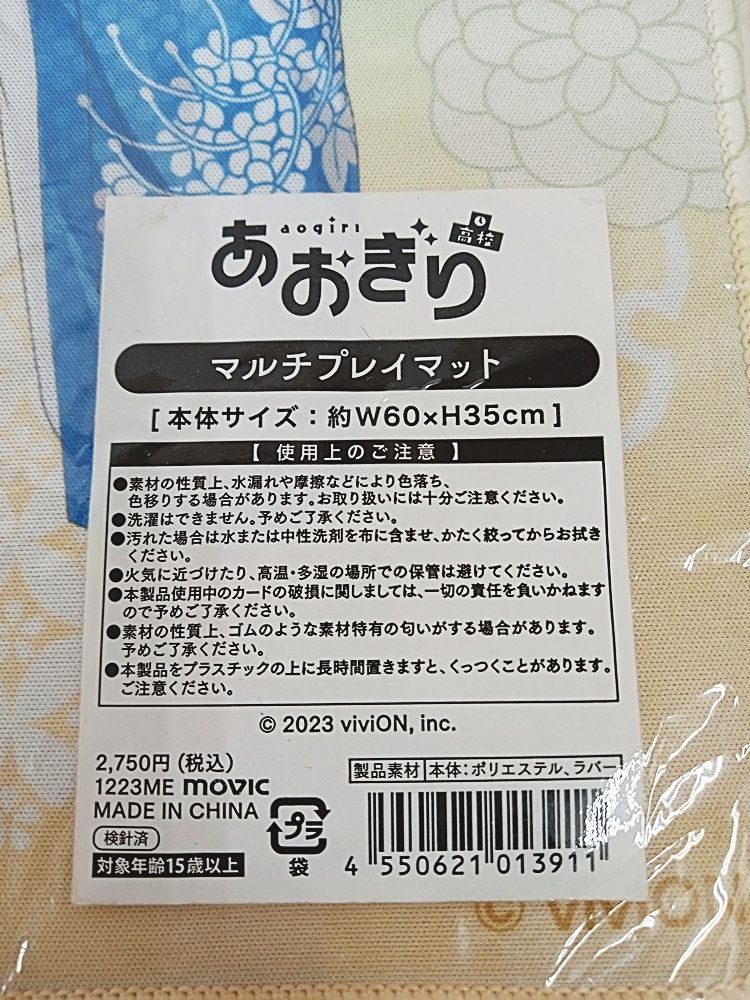 aogiri
あおぎり
高校
マルチプレイマット
[本体サイズ：約W60×H35cm]
【使用上のご注意】
●素材の性質上、水漏れや摩擦などにより色落ち、
色移りする場合があります。お取り扱いには十分ご注意ください。
●洗濯はできません。予めご了承ください。
●汚れた場合は水または中性洗剤を布に含ませ、かたく絞ってからお拭き
ください。
●火気に近づけたり、高温・多湿の場所での保管は避けてください。
●本製品使用中のカードの破損に関しましては、一切の責任を負いかねます
ので予めご了承ください。
●素材の性質上、ゴムのような素材特有の匂いがする場合があります。
予めご了承ください。
●本製品をプラスチックの上に長時間置きますと、くっつくことがあります。
ご注意ください。
© 2023 viviON, inc.
2,750円（税込）
製品素材 本体：ポリエステル、ラバー
1223ME movic
MADE IN CHINA
検針済
対象年齢15歳以上
プラ
袋
4 550621 013911
© viviON